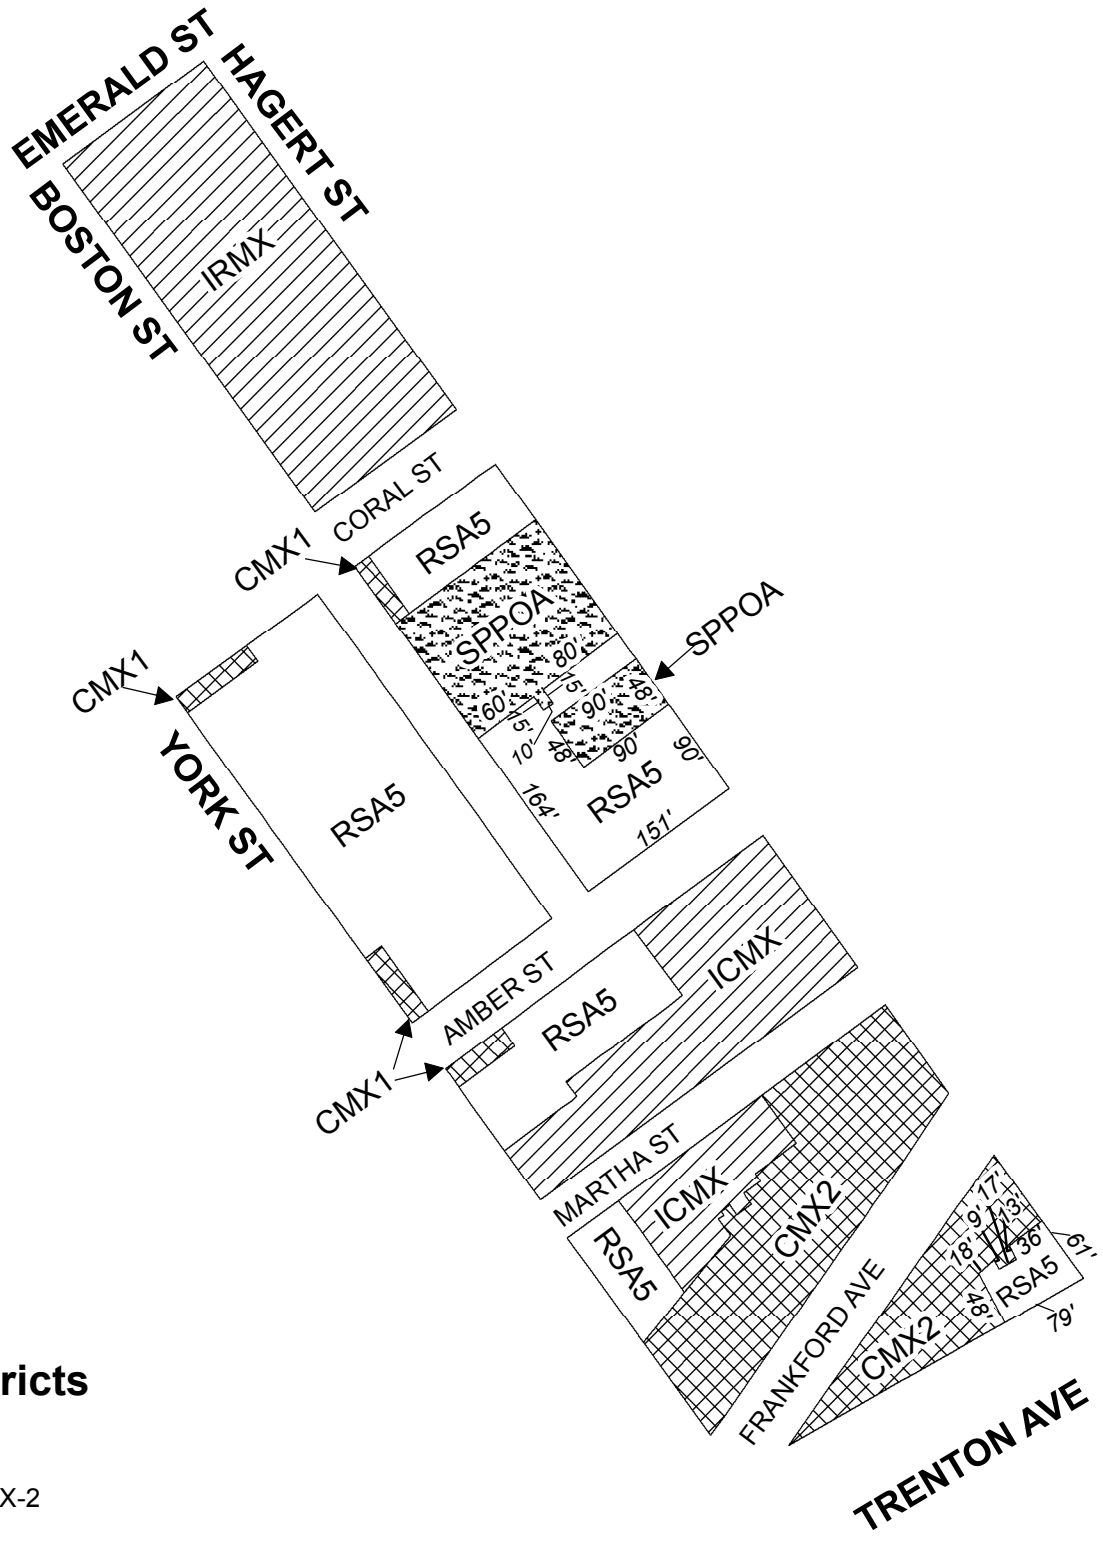 EMERALD ST
HAGERT ST
BOSTON ST
IRMX
CORAL ST
RSA5
CMX1
SPPOA
SPPOA
80'
15'
60'
15'
10'
90'
48'
48'
90'
90'
RSA5
164'
151'
CMX1
YORK ST
RSA5
AMBER ST
ICMX
RSA5
CMX1
MARTHA ST
ICMX
CMX2
RSA5
17'
9'
13'
18'
36'
61'
RSA5
48'
79'
CMX2
FRANKFORD AVE
TRENTON AVE
ricts
X-2